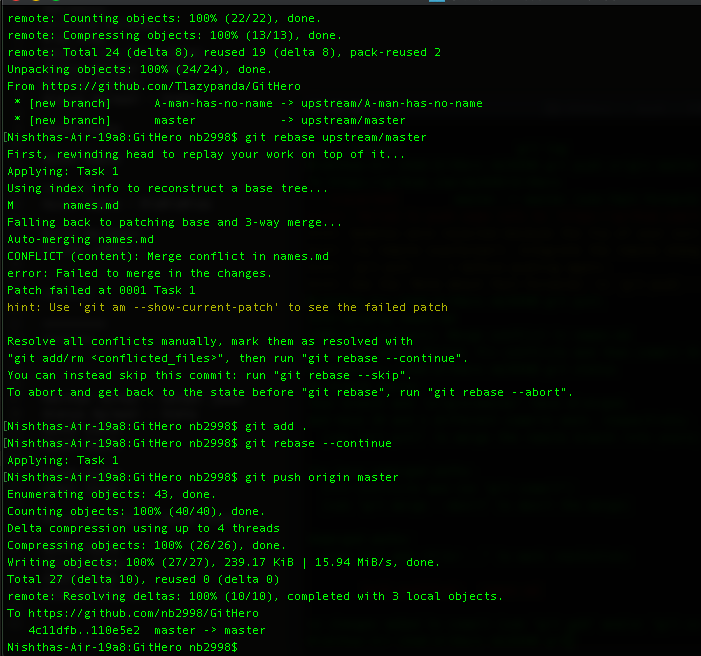 remote: Counting objects: 100% (22/22), done.
remote: Compressing objects: 100% (13/13), done.
remote: Total 24 (delta 8), reused 19 (delta 8), pack-reused 2
Unpacking objects: 100% (24/24), done.
From https://github.com/Tlazypanda/GitHero
 * [new branch]      A-man-has-no-name -> upstream/A-man-has-no-name
 * [new branch]      master            -> upstream/master
[Nishthas-Air-19a8:GitHero nb2998$ git rebase upstream/master
First, rewinding head to replay your work on top of it...
Applying: Task 1
Using index info to reconstruct a base tree...
M       names.md
Falling back to patching base and 3-way merge...
Auto-merging names.md
CONFLICT (content): Merge conflict in names.md
error: Failed to merge in the changes.
Patch failed at 0001 Task 1
hint: Use 'git am --show-current-patch' to see the failed patch

Resolve all conflicts manually, mark them as resolved with
"git add/rm <conflicted_files>", then run "git rebase --continue".
You can instead skip this commit: run "git rebase --skip".
To abort and get back to the state before "git rebase", run "git rebase --abort".

[Nishthas-Air-19a8:GitHero nb2998$ git add .
[Nishthas-Air-19a8:GitHero nb2998$ git rebase --continue
Applying: Task 1
[Nishthas-Air-19a8:GitHero nb2998$ git push origin master
Enumerating objects: 43, done.
Counting objects: 100% (40/40), done.
Delta compression using up to 4 threads
Compressing objects: 100% (26/26), done.
Writing objects: 100% (27/27), 239.17 KiB | 15.94 MiB/s, done.
Total 27 (delta 10), reused 0 (delta 0)
remote: Resolving deltas: 100% (10/10), completed with 3 local objects.
To https://github.com/nb2998/GitHero
   4c11dfb..110e5e2  master -> master
Nishthas-Air-19a8:GitHero nb2998$